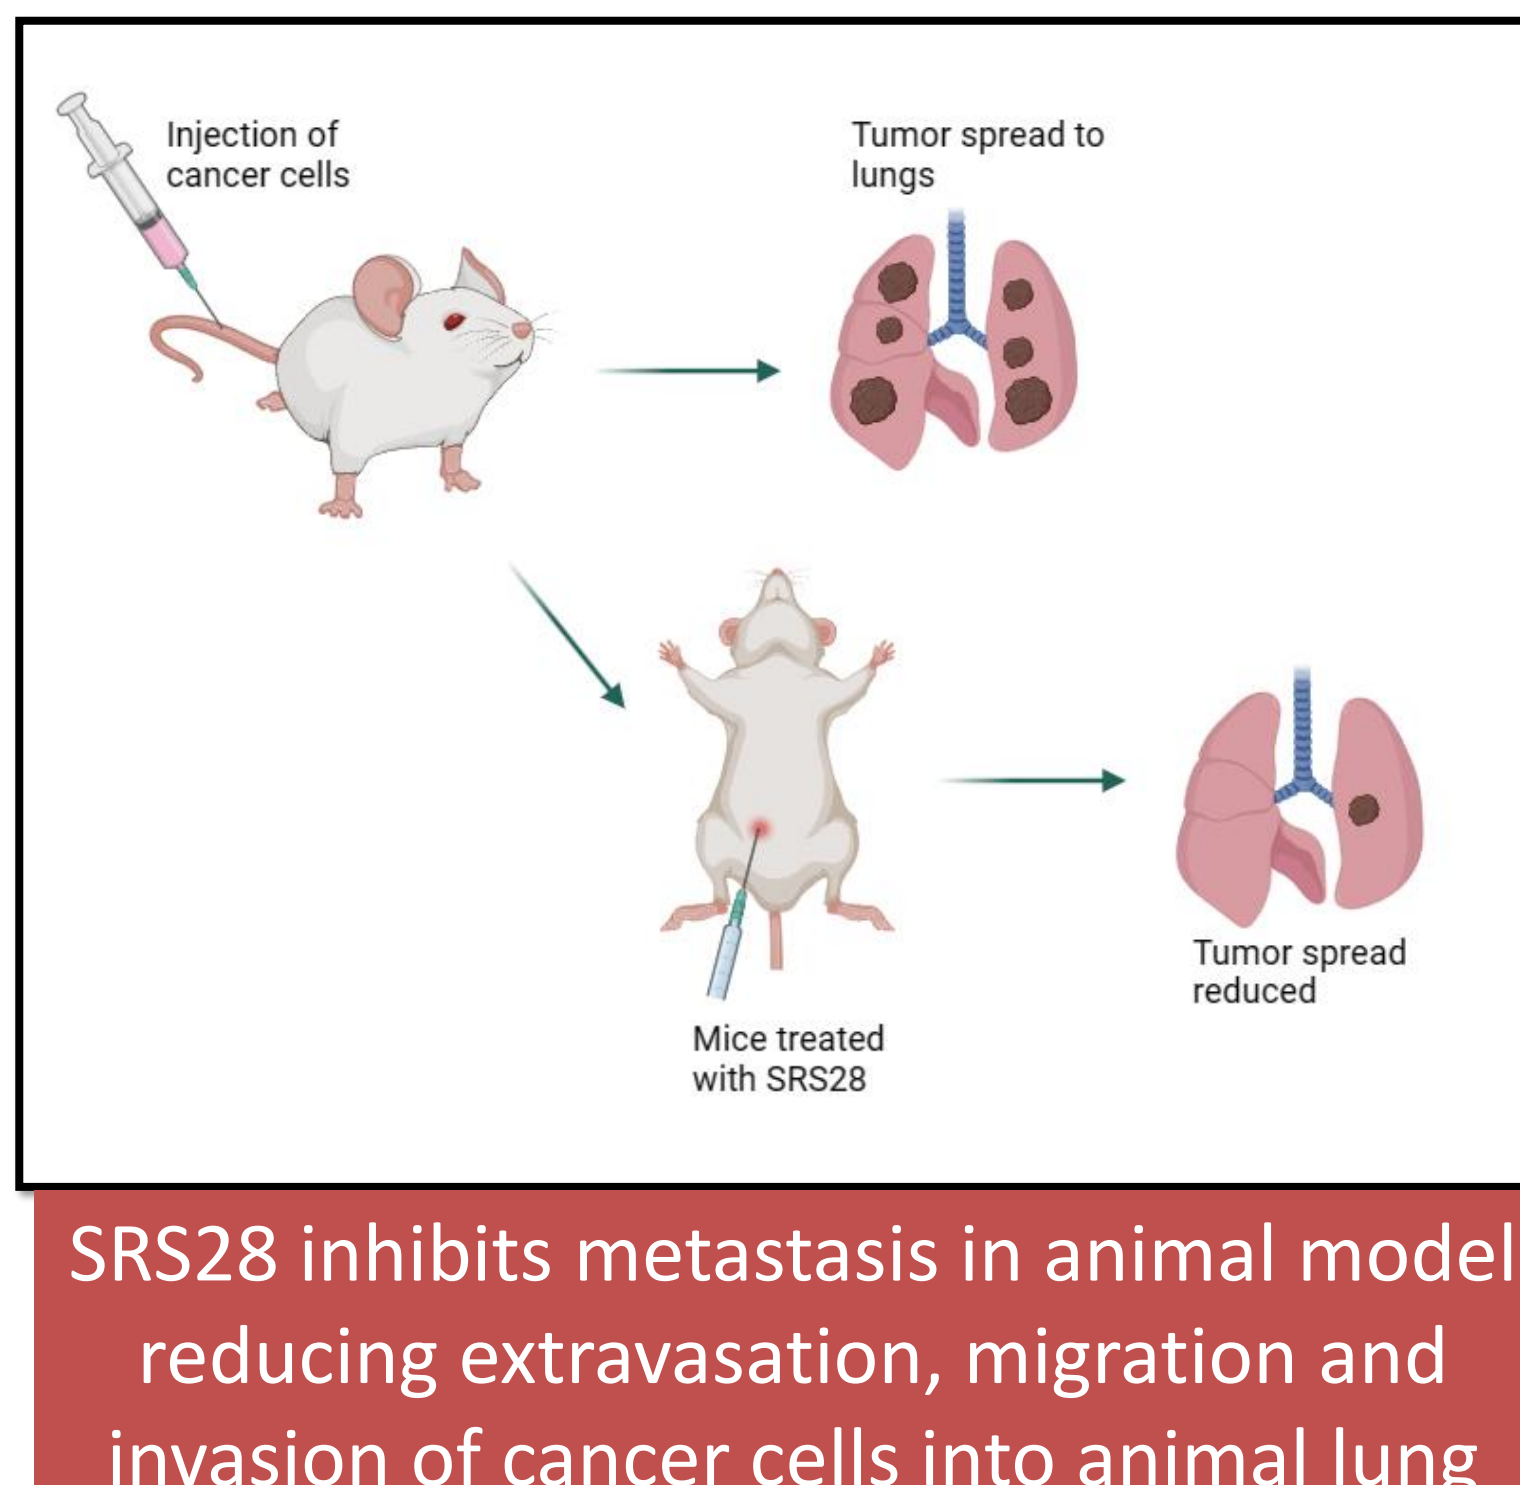 Injection of
cancer cells
Tumor spread to
lungs
Mice treated
with SRS28
Tumor spread
reduced
SRS28 inhibits metastasis in animal model
reducing extravasation, migration and
invasion of cancer cells into animal lung